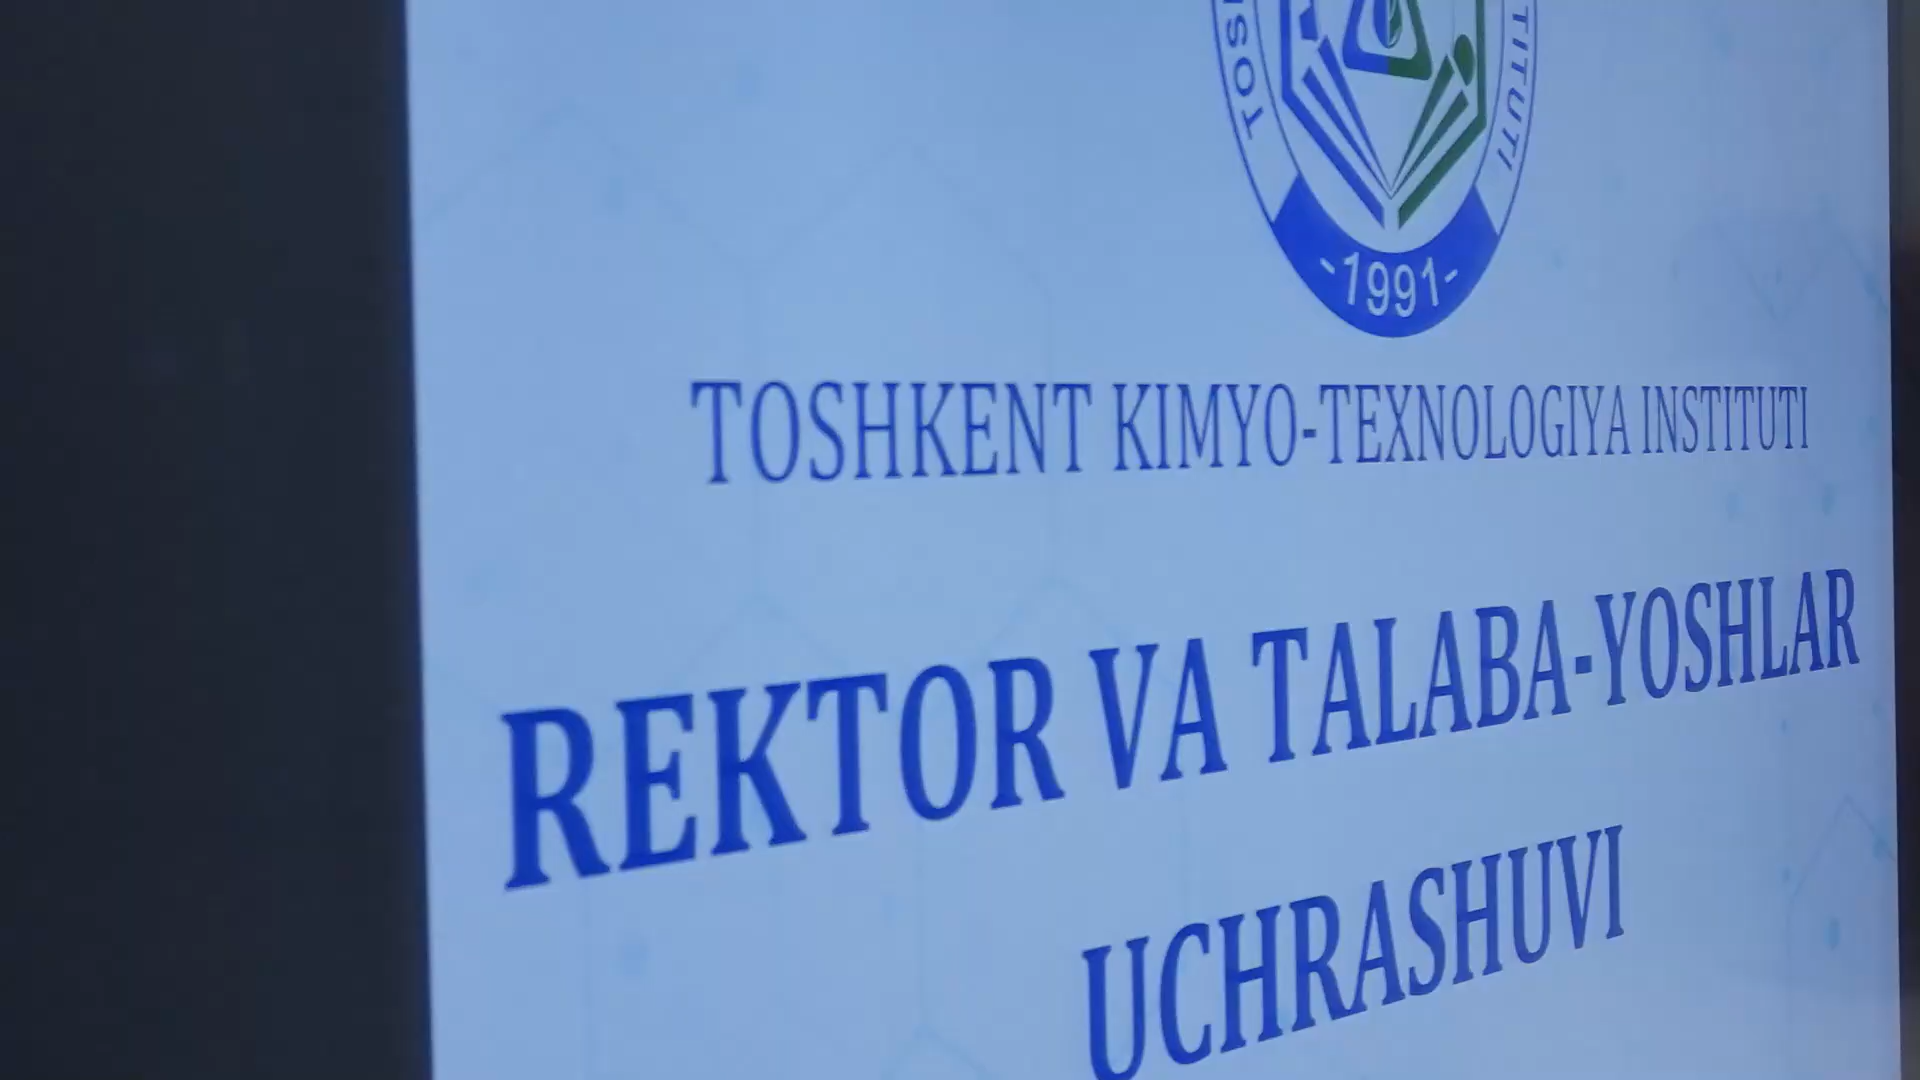 -1991-
TOSHKENT KIMYO-TEXNOLOGIYA INSTITUTI
REKTOR VA TALABA-YOSHLAR
UCHRASHUVI